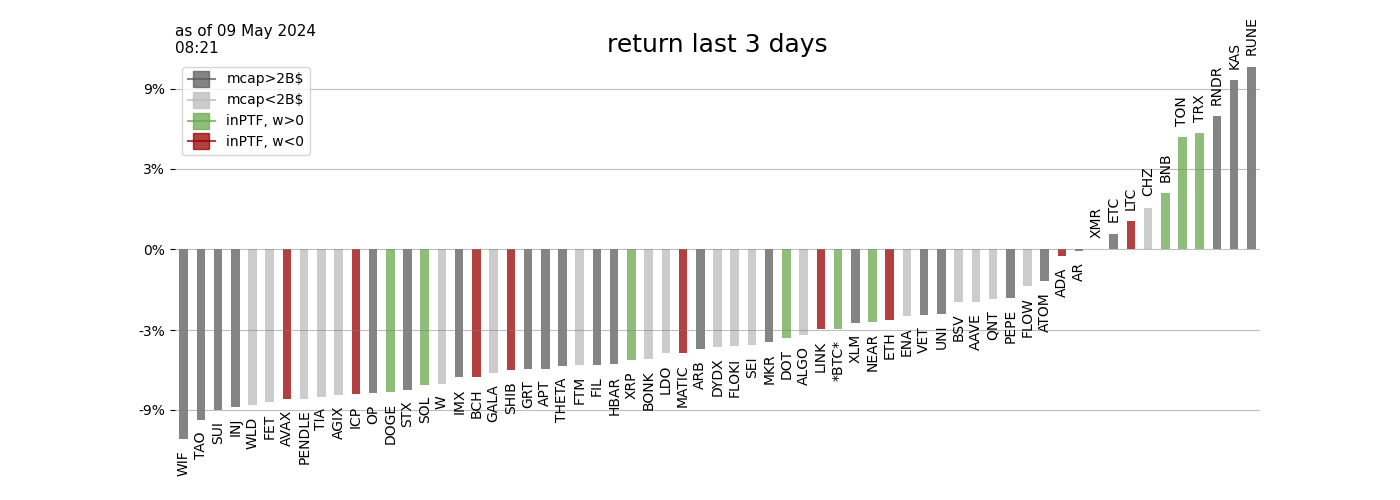 as of 09 May 2024
08:21
return last 3 days
mcap>2B$
mcap<2B$
inPTF, w>0
inPTF, w<0
9%
3%
0%
-3%
-9%
WIF
TAO
SUI
INJ
WLD
FET
AVAX
PENDLE
TIA
AGIX
ICP
OP
DOGE
STX
SOL
W
IMX
BCH
GALA
SHIB
GRT
APT
THETA
FTM
FIL
HBAR
XRP
BONK
LDO
MATIC
ARB
DYDX
FLOKI
SEI
MKR
DOT
ALGO
LINK
*BTC*
XLM
NEAR
ETH
ENA
VET
UNI
BSV
AAVE
QNT
PEPE
FLOW
ATOM
ADA
AR
XMR
ETC
LTC
CHZ
BNB
TON
TRX
RNDR
KAS
RUNE